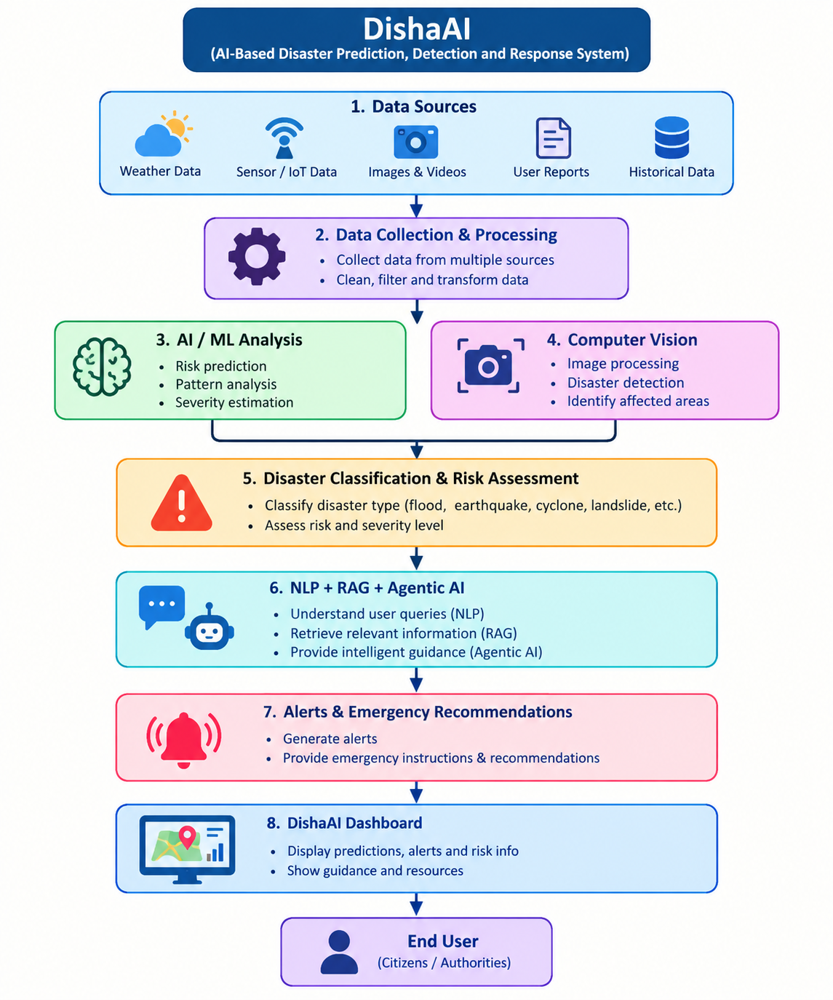 DishaAI
(AI-Based Disaster Prediction, Detection and Response System)
1. Data Sources
Weather Data
Sensor / IoT Data
Images & Videos
User Reports
Historical Data
2. Data Collection & Processing
• Collect data from multiple sources
• Clean, filter and transform data
3. AI / ML Analysis
• Risk prediction
• Pattern analysis
• Severity estimation
4. Computer Vision
• Image processing
• Disaster detection
• Identify affected areas
5. Disaster Classification & Risk Assessment
• Classify disaster type (flood, earthquake, cyclone, landslide, etc.)
• Assess risk and severity level
6. NLP + RAG + Agentic AI
• Understand user queries (NLP)
• Retrieve relevant information (RAG)
• Provide intelligent guidance (Agentic AI)
7. Alerts & Emergency Recommendations
• Generate alerts
• Provide emergency instructions & recommendations
8. DishaAI Dashboard
• Display predictions, alerts and risk info
• Show guidance and resources
End User
(Citizens / Authorities)